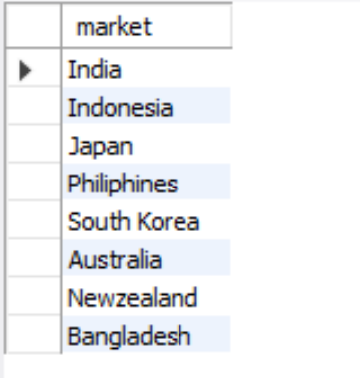 market
India
Indonesia
Japan
Philiphines
South Korea
Australia
Newzealand
Bangladesh